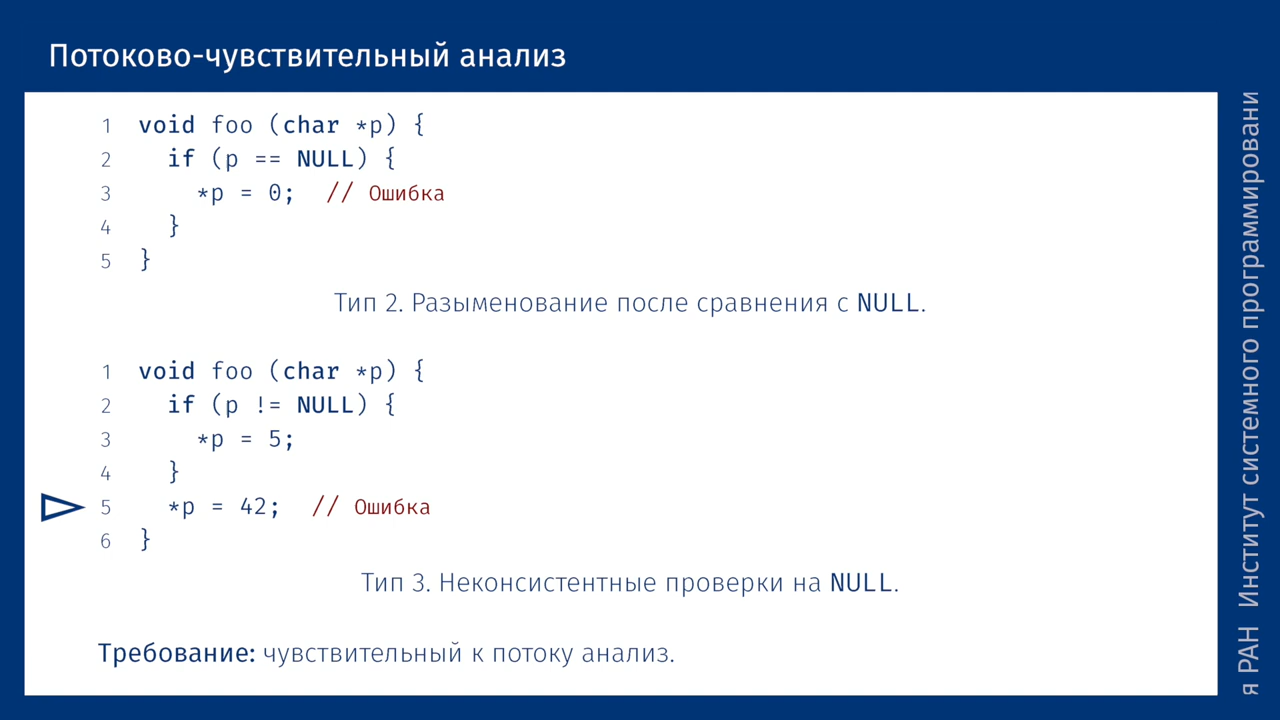 Потоково-чувствительный анализ
1 void foo (char *p) {
2 if (p == NULL) {
3 *p = 0; // Ошибка
4 }
5 }
Тип 2. Разыменование после сравнения с NULL.
1 void foo (char *p) {
2 if (p != NULL) {
3 *p = 5;
4 }
5 *p = 42; // Ошибка
6 }
Тип 3. Неконсистентные проверки на NULL.
Требование: чувствительный к потоку анализ.
я РАН Институт системного программировани